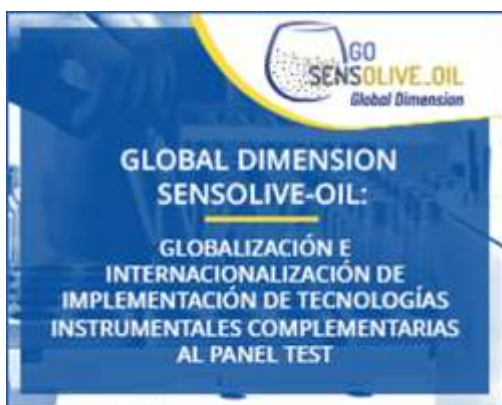 GO
SENSOLIVE_OIL
Global Dimension
GLOBAL DIMENSION
SENSOLIVE-OIL:
GLOBALIZACIÓN E
INTERNACIONALIZACIÓN DE
IMPLEMENTACIÓN DE TECNOLOGÍAS
INSTRUMENTALES COMPLEMENTARIAS
AL PANEL TEST